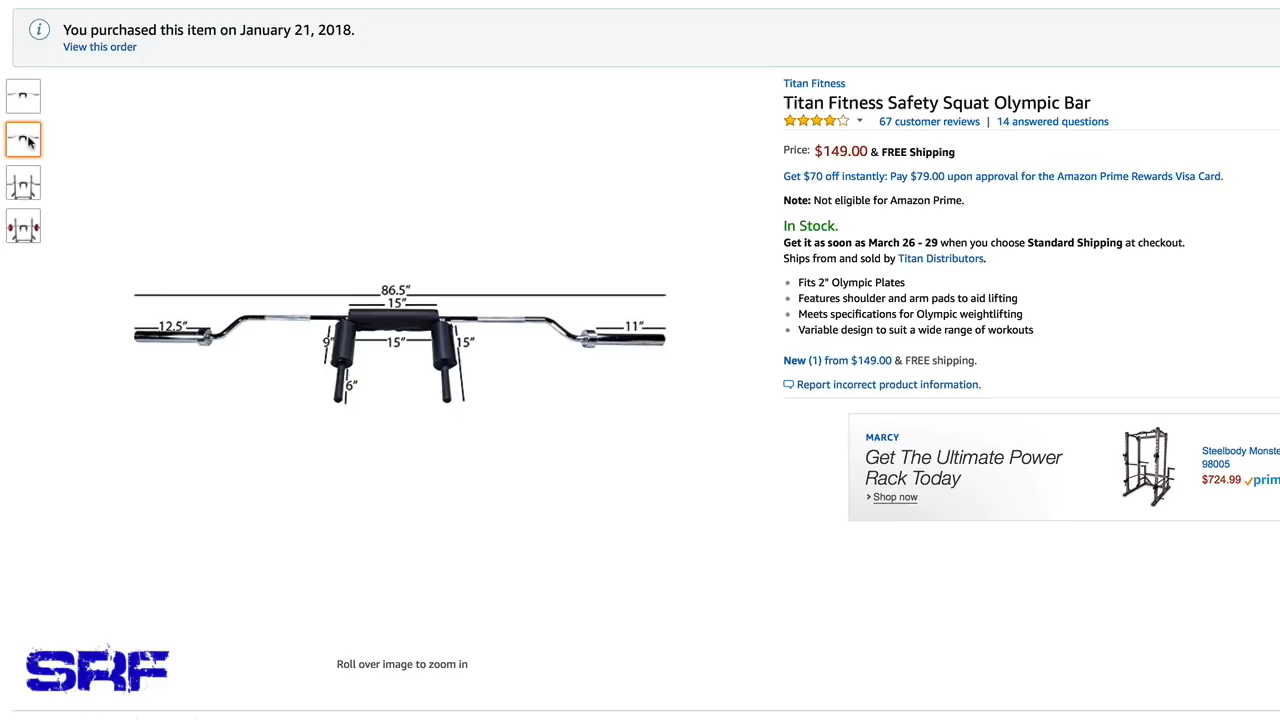 You purchased this item on January 21, 2018.
View this order
Titan Fitness
Titan Fitness Safety Squat Olympic Bar
67 customer reviews | 14 answered questions
Price: $149.00 & FREE Shipping
Get $70 off instantly: Pay $79.00 upon approval for the Amazon Prime Rewards Visa Card.
Note: Not eligible for Amazon Prime.
In Stock.
Get it as soon as March 26 - 29 when you choose Standard Shipping at checkout.
Ships from and sold by Titan Distributors.
Fits 2" Olympic Plates
Features shoulder and arm pads to aid lifting
Meets specifications for Olympic weightlifting
Variable design to suit a wide range of workouts
New (1) from $149.00 & FREE shipping.
Report incorrect product information.
86.5"
15"
12.5"
11"
9"
15"
15"
6"
MARCY
Get The Ultimate Power
Rack Today
Shop now
Steelbody
98005
$724.99
SRF
Roll over image to zoom in